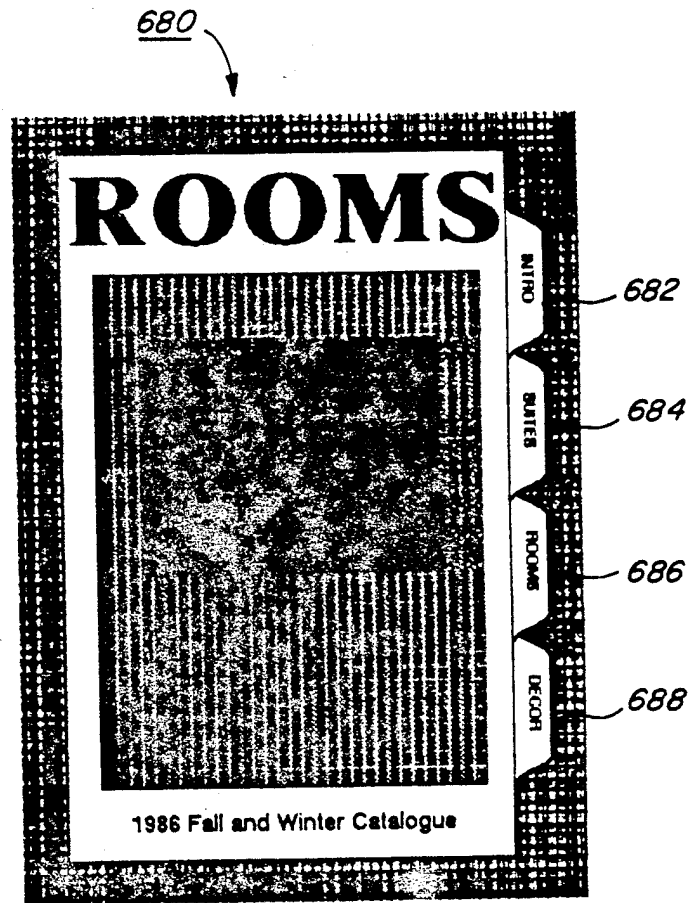 680
ROOMS
INTRO
682
SUITES
684
ROOMS
686
DECOR
688
1986 Fall and Winter Catalogue